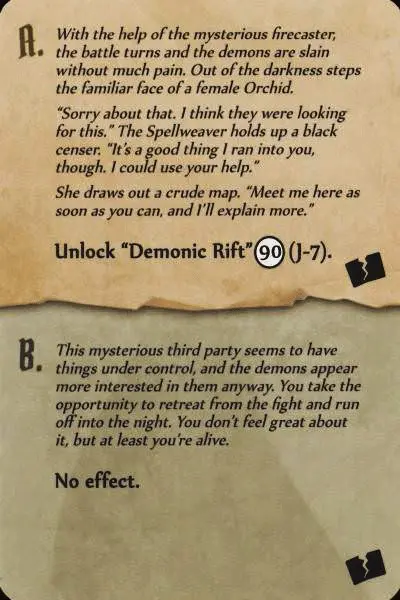 A. With the help of the mysterious firecaster,
the battle turns and the demons are slain
without much pain. Out of the darkness steps
the familiar face of a female Orchid.
“Sorry about that. I think they were looking
for this.” The Spellweaver holds up a black
censer. “It’s a good thing I ran into you,
though. I could use your help.”
She draws out a crude map. “Meet me here as
soon as you can, and I’ll explain more.”
Unlock “Demonic Rift” 90 (J-7).
B. This mysterious third party seems to have
things under control, and the demons appear
more interested in them anyway. You take the
opportunity to retreat from the fight and run
off into the night. You don’t feel great about
it, but at least you’re alive.
No effect.